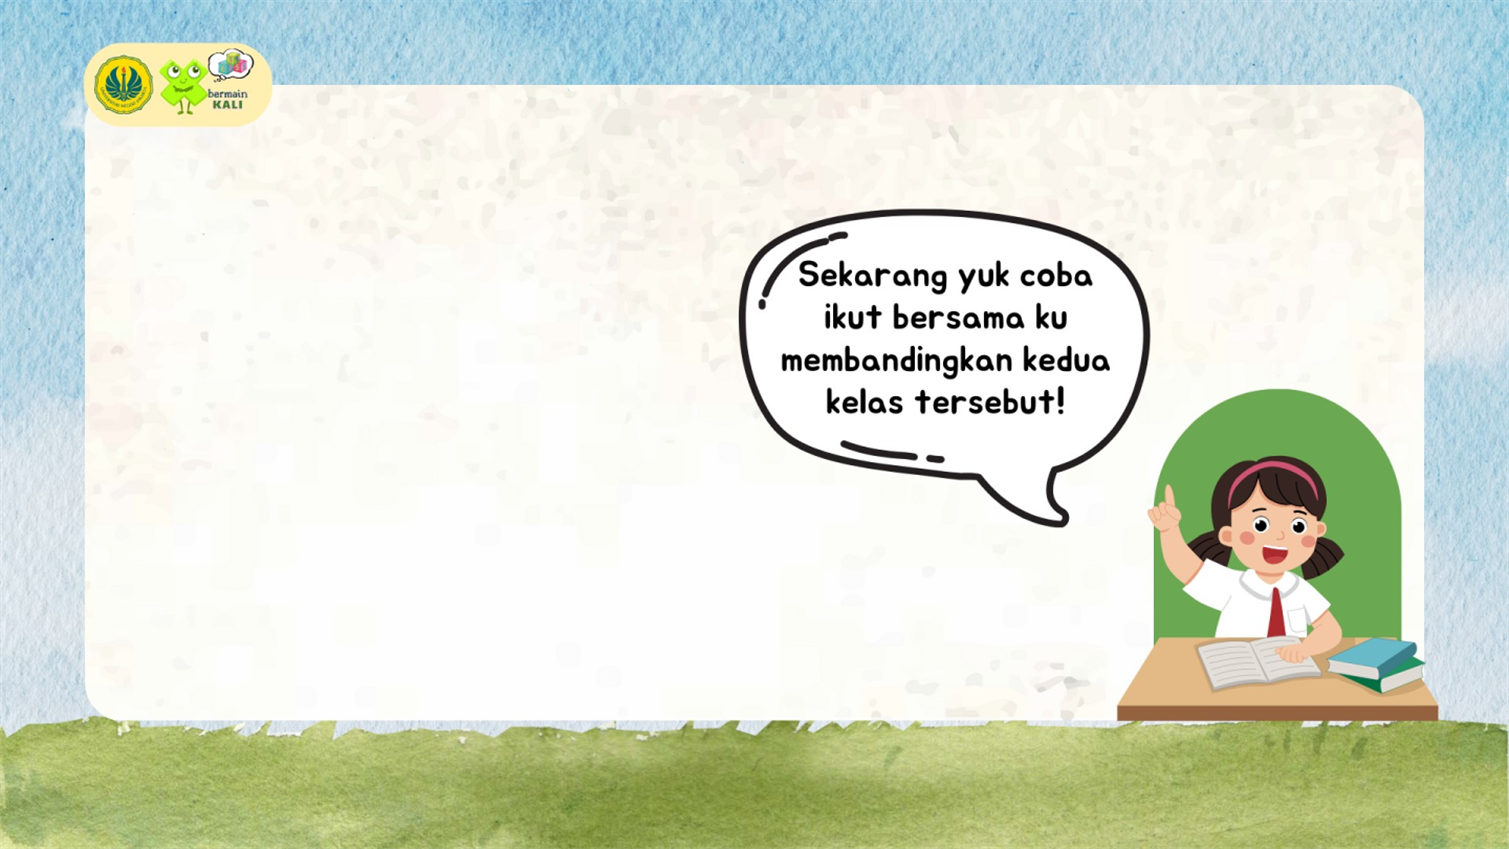 bermain
KALI
Sekarang yuk coba
ikut bersama ku
membandingkan kedua
kelas tersebut!